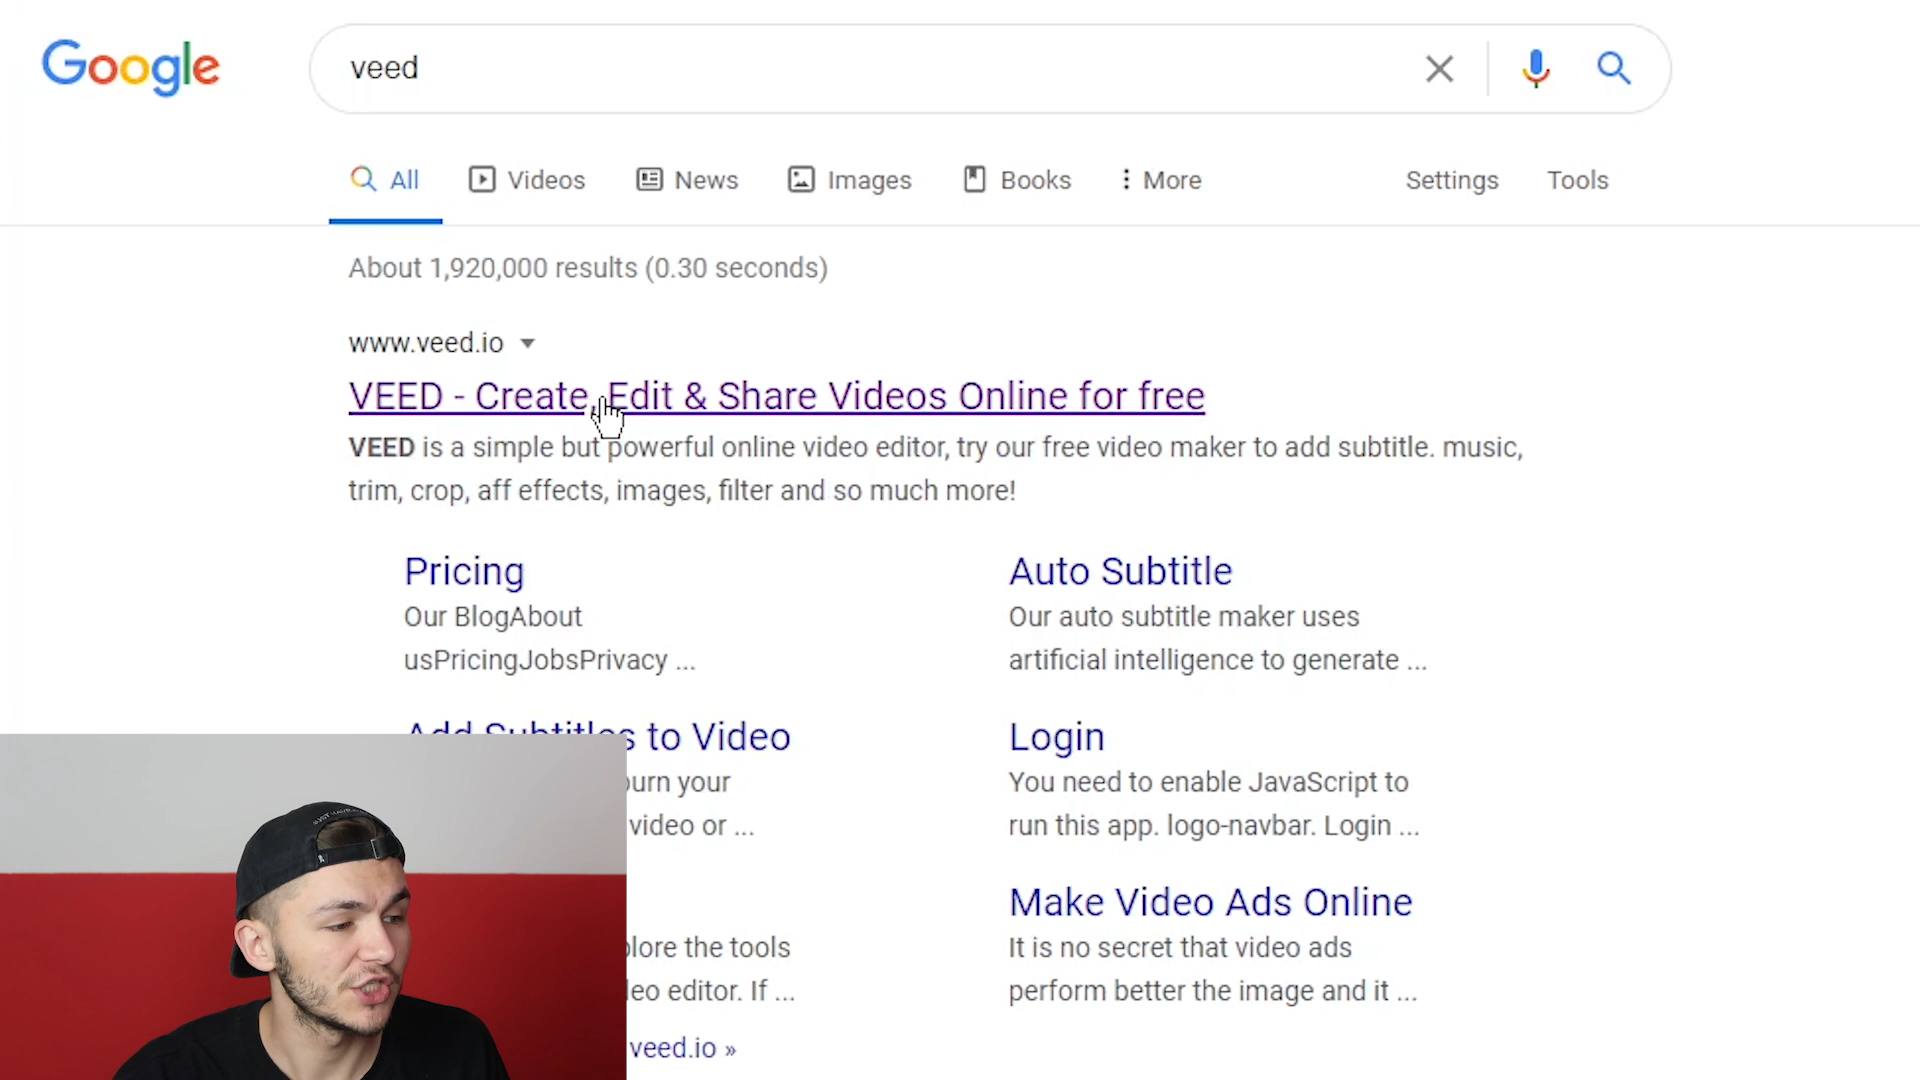 Google
veed
All
Videos
News
Images
Books
More
Settings
Tools
About 1,920,000 results (0.30 seconds)
www.veed.io
VEED - Create, Edit & Share Videos Online for free
VEED is a simple but powerful online video editor, try our free video maker to add subtitle. music,
trim, crop, aff effects, images, filter and so much more!
Pricing
Our BlogAbout
usPricingJobsPrivacy ...
Auto Subtitle
Our auto subtitle maker uses
artificial intelligence to generate ...
Add Subtitles to Video
urn your
video or ...
Login
You need to enable JavaScript to
run this app. logo-navbar. Login ...
lore the tools
eo editor. If ...
Make Video Ads Online
It is no secret that video ads
perform better the image and it ...
veed.io »